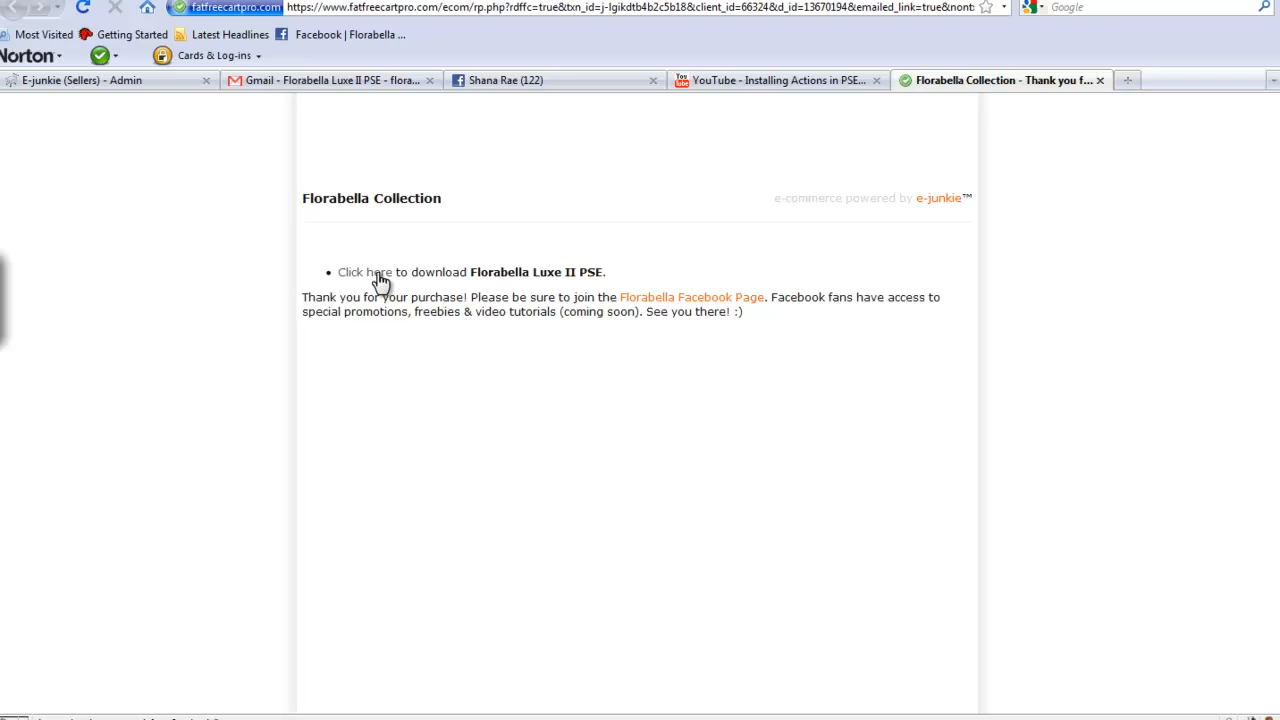 fatfreecartpro.com https://www.fatfreecartpro.com/ecom/rp.php?rdffc=true&txn_id=j-lgikdtb4b2c5b18&client_id=66324&d_id=13670194&emailed_link=true&nont: Google
Most Visited Getting Started Latest Headlines Facebook | Florabella ...
Norton Cards & Log-ins
E-junkie (Sellers) - Admin Gmail - Florabella Luxe II PSE - flora... Shana Rae (122) You Tube YouTube - Installing Actions in PSE... Florabella Collection - Thank you f...
Florabella Collection e-commerce powered by e-junkie™
• Click here to download Florabella Luxe II PSE.
Thank you for your purchase! Please be sure to join the Florabella Facebook Page. Facebook fans have access to
special promotions, freebies & video tutorials (coming soon). See you there! :)